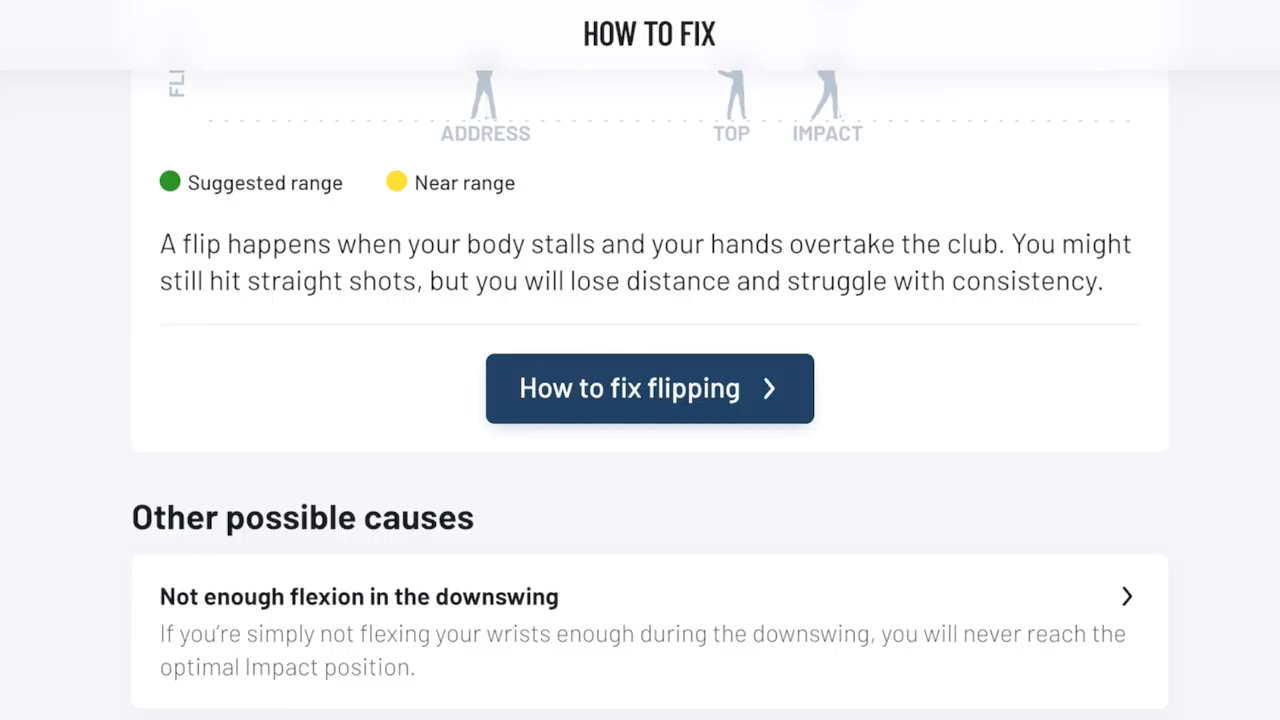 HOW TO FIX
ADDRESS
TOP
IMPACT
Suggested range
Near range
A flip happens when your body stalls and your hands overtake the club. You might
still hit straight shots, but you will lose distance and struggle with consistency.
How to fix flipping
Other possible causes
Not enough flexion in the downswing
If you’re simply not flexing your wrists enough during the downswing, you will never reach the
optimal Impact position.